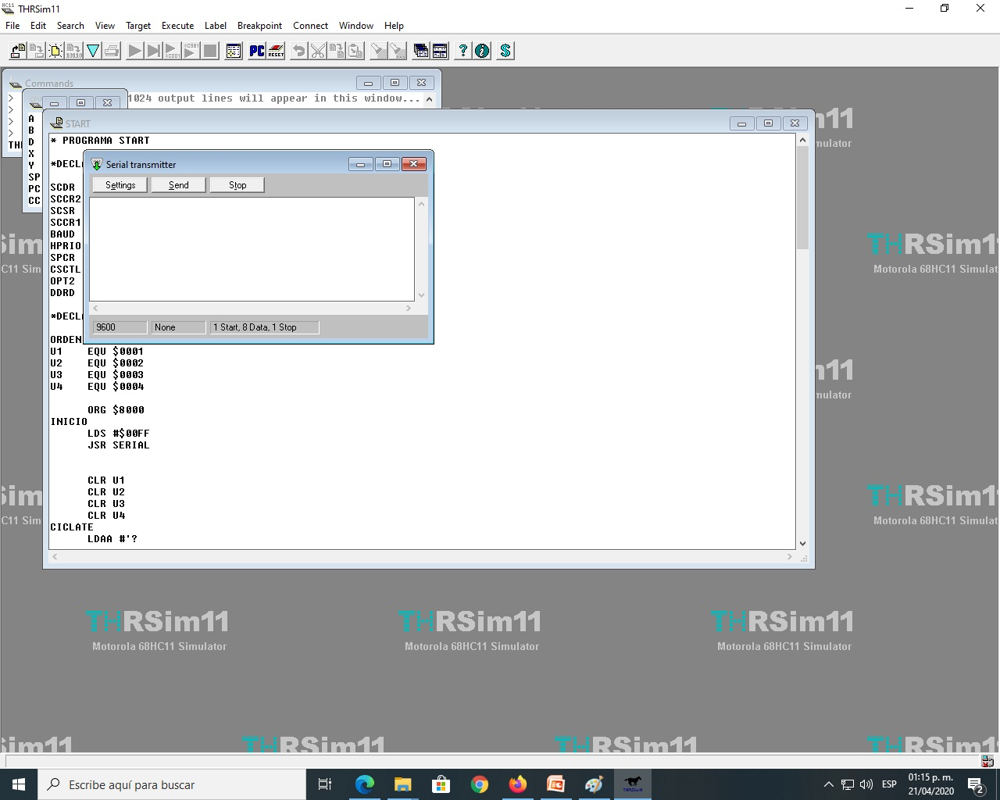 THRSim11
File Edit Search View Target Execute Label Breakpoint Connect Window Help
PC RESET ? $
Commands
1024 output lines will appear in this window...
>
>
>
>
A
B
D
X
Y
SP
PC
CC
START
* PROGRAMA START
SCDR
SCCR2
SCSR
SCCR1
BAUD
HPRIO
SPCR
CSCTL
OPT2
DDRD
ORDEN
U1 EQU $0001
U2 EQU $0002
U3 EQU $0003
U4 EQU $0004
ORG $8000
INICIO
LDS #$00FF
JSR SERIAL
CLR U1
CLR U2
CLR U3
CLR U4
CICLATE
LDAA #'?
Serial transmitter
Settings Send Stop
9600 None 1 Start, 8 Data, 1 Stop
THRSim11
Motorola 68HC11 Simulator
THRSim11
Motorola 68HC11 Simulator
THRSim11
Motorola 68HC11 Simulator
Escribe aquí para buscar
THRSim11
ESP
01:15 p. m.
21/04/2020
2